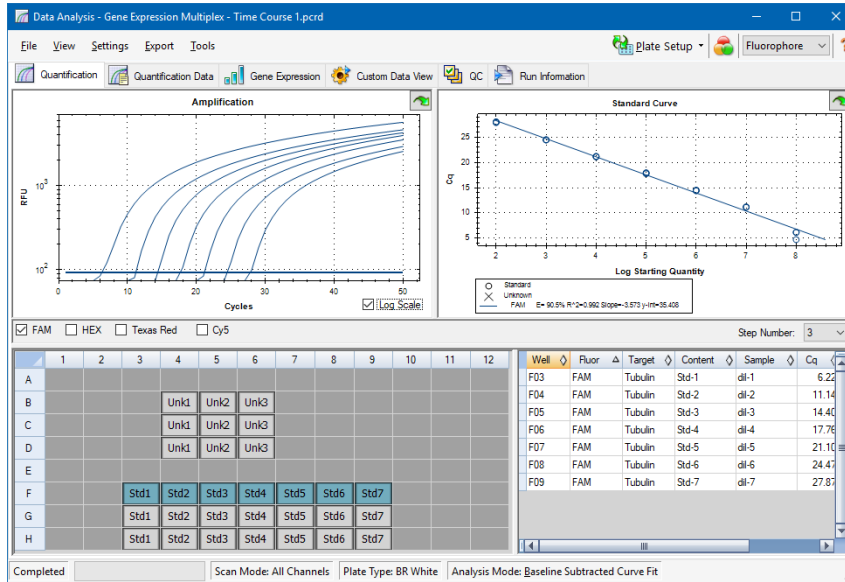 Data Analysis - Gene Expression Multiplex - Time Course 1.pcrd
File View Settings Export Tools Plate Setup Fluorophore
Quantification Quantification Data Gene Expression Custom Data View QC Run Information
Amplification
RFU
10^3
10^2
0 10 20 30 40 50
Cycles
Log Scale
Standard Curve
Cq
25
20
15
10
5
2 3 4 5 6 7 8
Log Starting Quantity
Standard
Unknown
FAM E= 90.5% R^2=0.992 Slope=-3.573 y-int=35.408
FAM HEX Texas Red Cy5 Step Number: 3
1 2 3 4 5 6 7 8 9 10 11 12
A
B Unk1 Unk2 Unk3
C Unk1 Unk2 Unk3
D Unk1 Unk2 Unk3
E
F Std1 Std2 Std3 Std4 Std5 Std6 Std7
G Std1 Std2 Std3 Std4 Std5 Std6 Std7
H Std1 Std2 Std3 Std4 Std5 Std6 Std7
Well Fluor Target Content Sample Cq
F03 FAM Tubulin Std-1 dil-1 6.22
F04 FAM Tubulin Std-2 dil-2 11.14
F05 FAM Tubulin Std-3 dil-3 14.40
F06 FAM Tubulin Std-4 dil-4 17.76
F07 FAM Tubulin Std-5 dil-5 21.10
F08 FAM Tubulin Std-6 dil-6 24.47
F09 FAM Tubulin Std-7 dil-7 27.87
Completed Scan Mode: All Channels Plate Type: BR White Analysis Mode: Baseline Subtracted Curve Fit